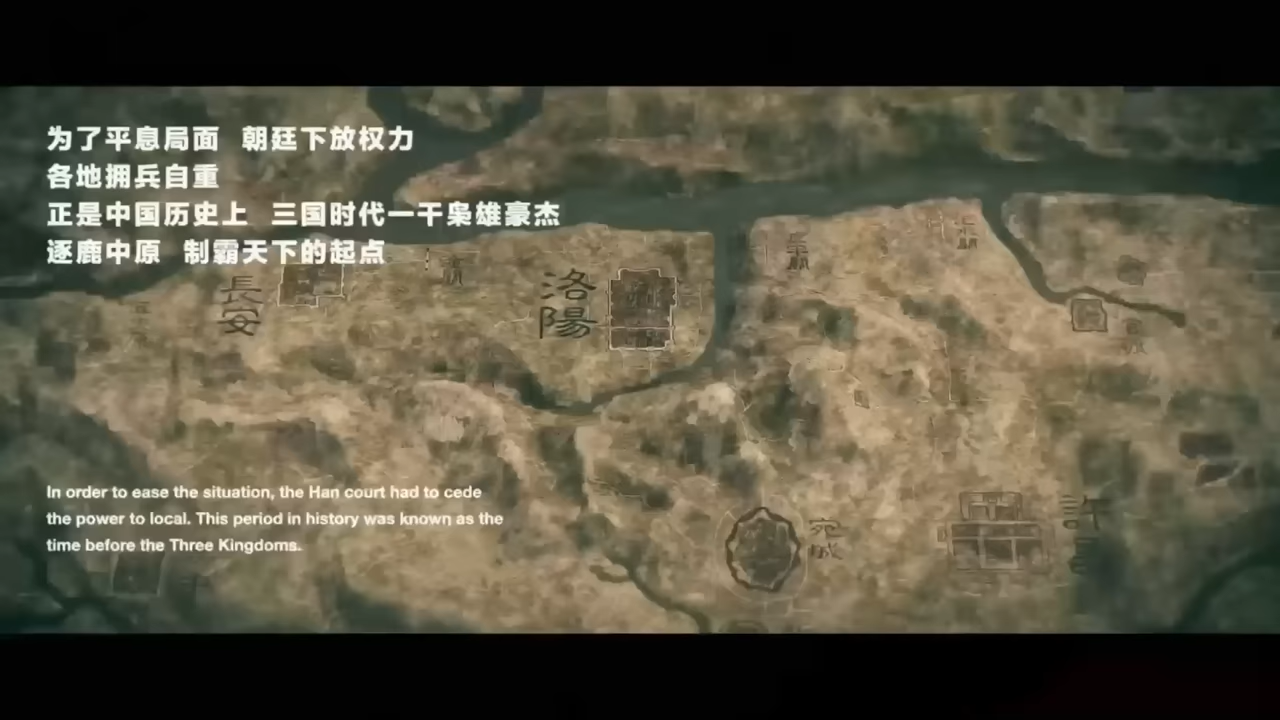 为了平息局面 朝廷下放权力
各地拥兵自重
正是中国历史上 三国时代一干枭雄豪杰
逐鹿中原 制霸天下的起点
長安
洛陽
宛城
In order to ease the situation, the Han court had to cede
the power to local. This period in history was known as the
time before the Three Kingdoms.